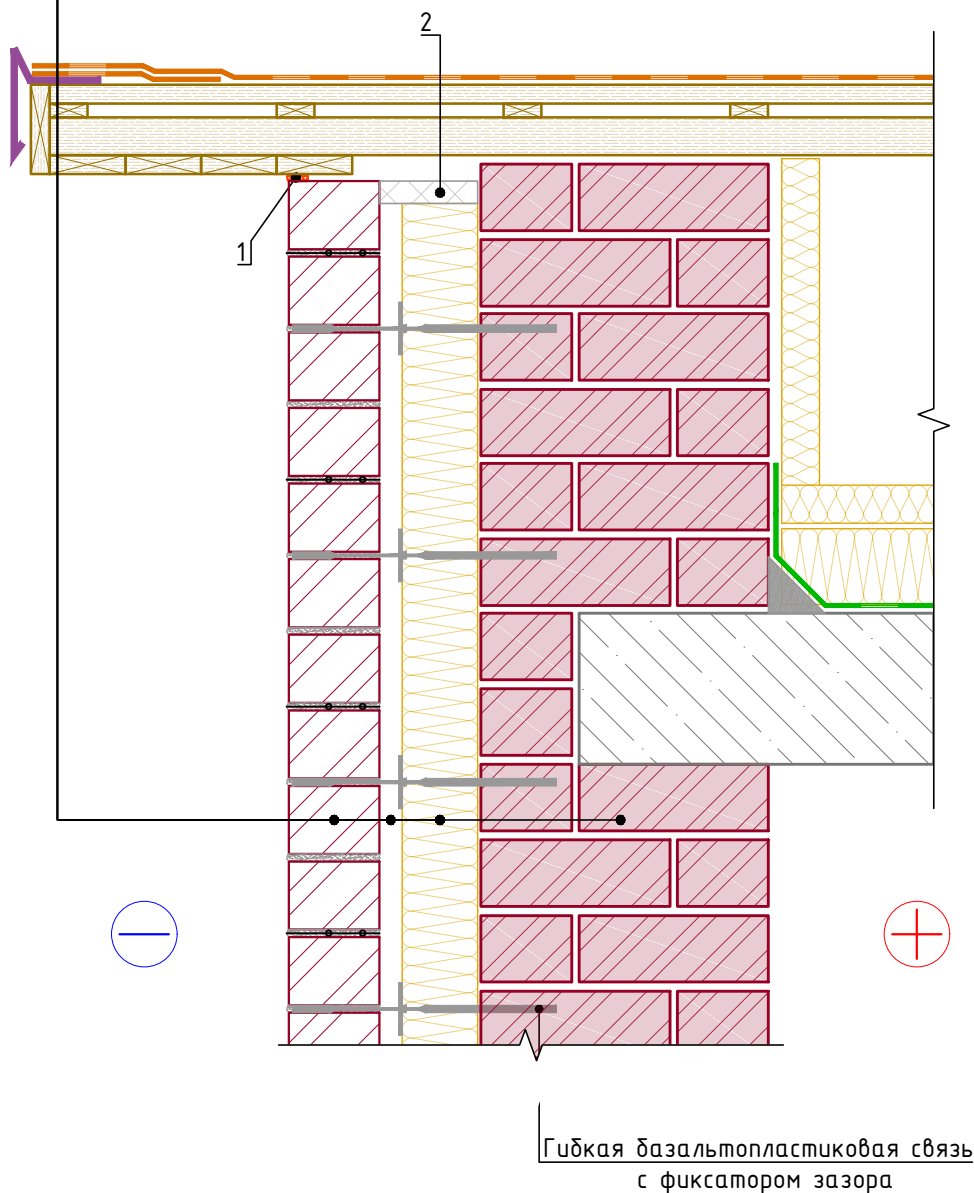 2
1
Гибкая базальтопластиковая связь
с фиксатором зазора